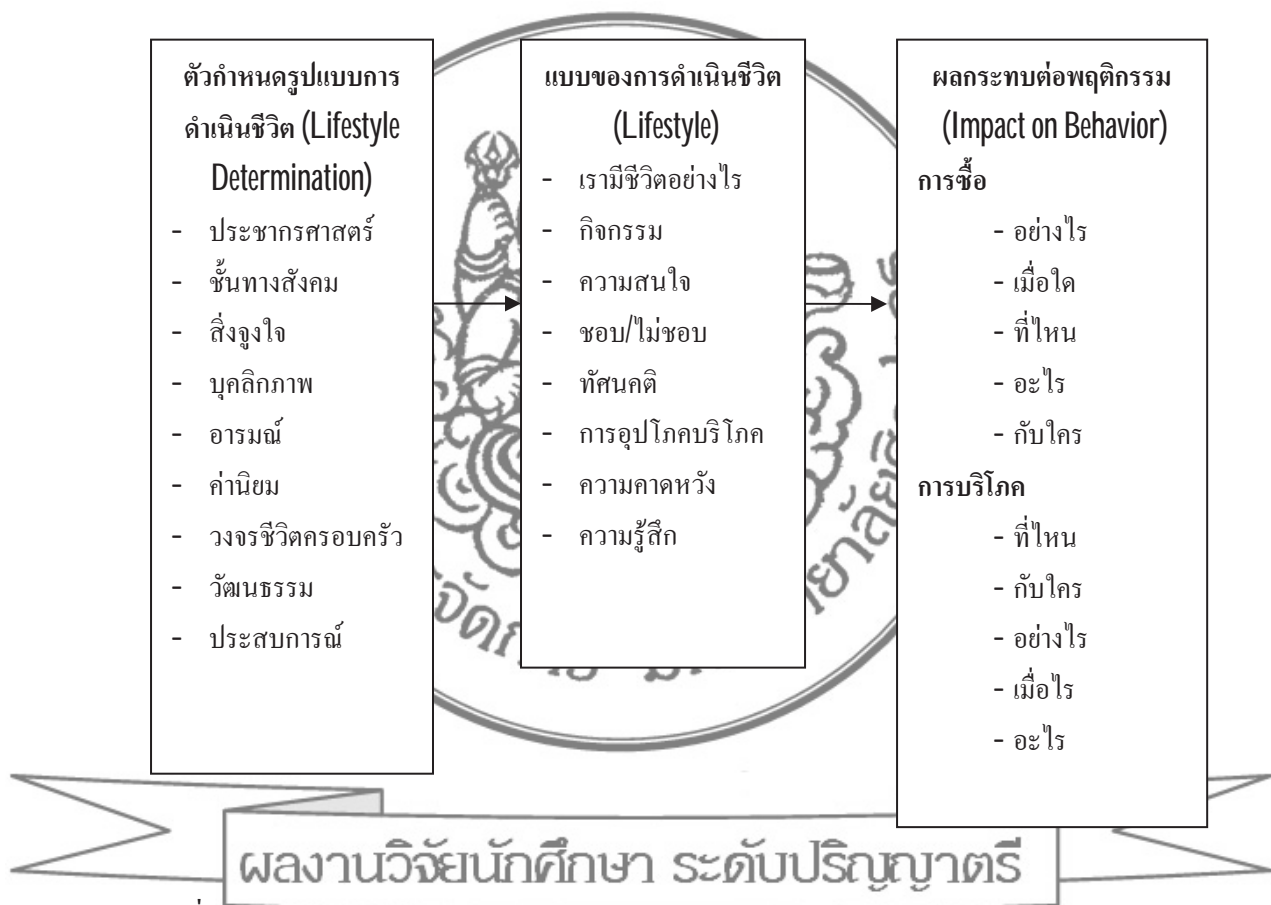 ตัวกำหนดรูปแบบการ
ดำเนินชีวิต (Lifestyle
Determination)
- ประชากรศาสตร์
- ชั้นทางสังคม
- สิ่งจูงใจ
- บุคลิกภาพ
- อารมณ์
- ค่านิยม
- วงจรชีวิตครอบครัว
- วัฒนธรรม
- ประสบการณ์
แบบของการดำเนินชีวิต
(Lifestyle)
- เรามีชีวิตอย่างไร
- กิจกรรม
- ความสนใจ
- ชอบ/ไม่ชอบ
- ทัศนคติ
- การอุปโภคบริโภค
- ความคาดหวัง
- ความรู้สึก
ผลกระทบต่อพฤติกรรม
(Impact on Behavior)
การซื้อ
- อย่างไร
- เมื่อใด
- ที่ไหน
- อะไร
- กับใคร
การบริโภค
- ที่ไหน
- กับใคร
- อย่างไร
- เมื่อไร
- อะไร
ผลงานวิจัยนักศึกษา ระดับปริญญาตรี